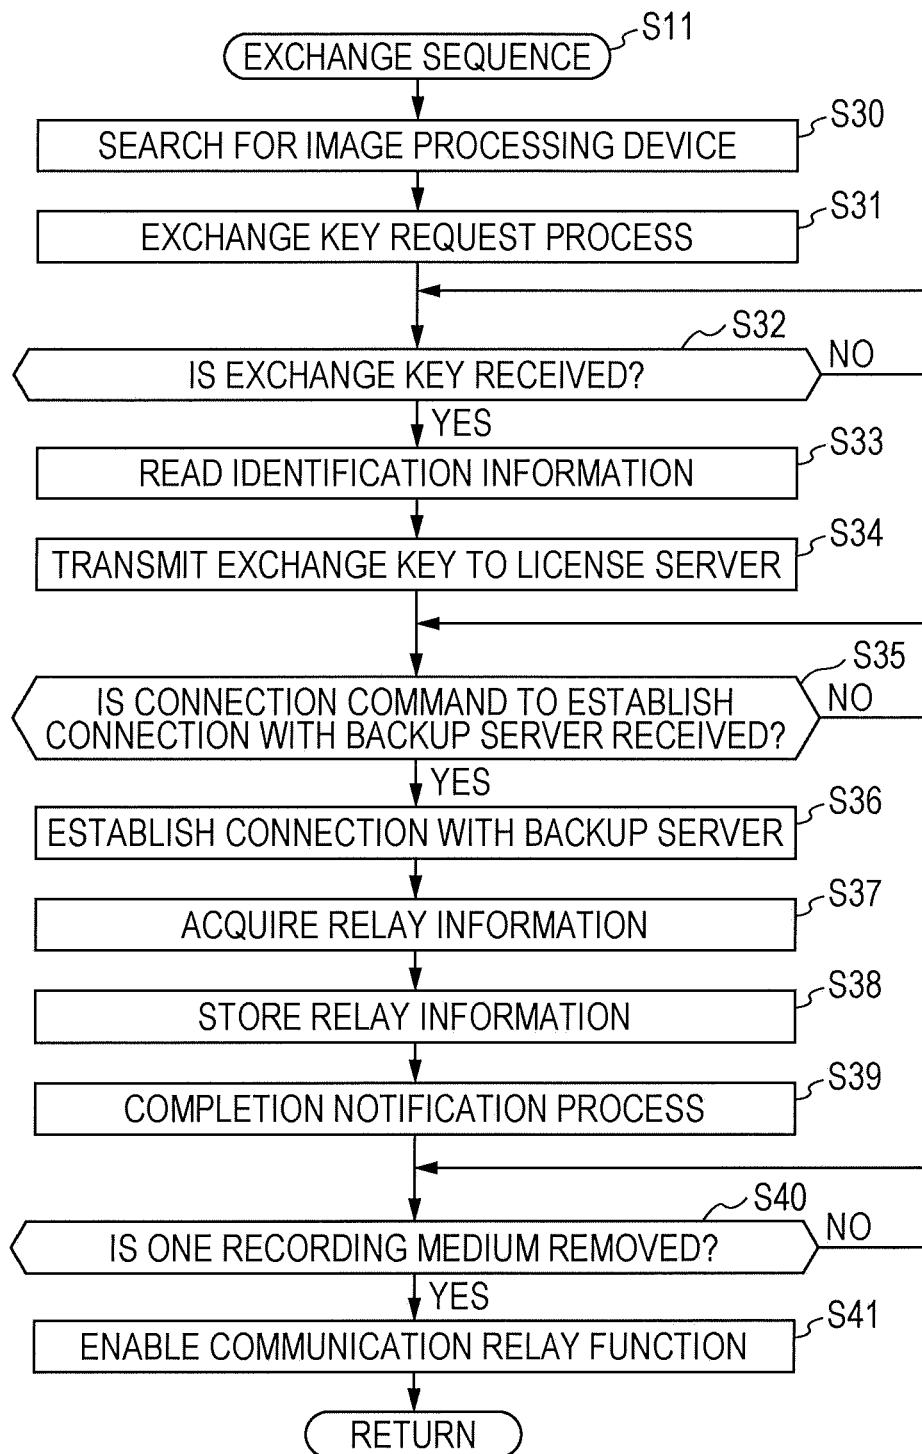 S11
EXCHANGE SEQUENCE
S30
SEARCH FOR IMAGE PROCESSING DEVICE
S31
EXCHANGE KEY REQUEST PROCESS
S32
IS EXCHANGE KEY RECEIVED?
NO
YES
S33
READ IDENTIFICATION INFORMATION
S34
TRANSMIT EXCHANGE KEY TO LICENSE SERVER
S35
IS CONNECTION COMMAND TO ESTABLISH
CONNECTION WITH BACKUP SERVER RECEIVED?
NO
YES
S36
ESTABLISH CONNECTION WITH BACKUP SERVER
S37
ACQUIRE RELAY INFORMATION
S38
STORE RELAY INFORMATION
S39
COMPLETION NOTIFICATION PROCESS
S40
IS ONE RECORDING MEDIUM REMOVED?
NO
YES
S41
ENABLE COMMUNICATION RELAY FUNCTION
RETURN